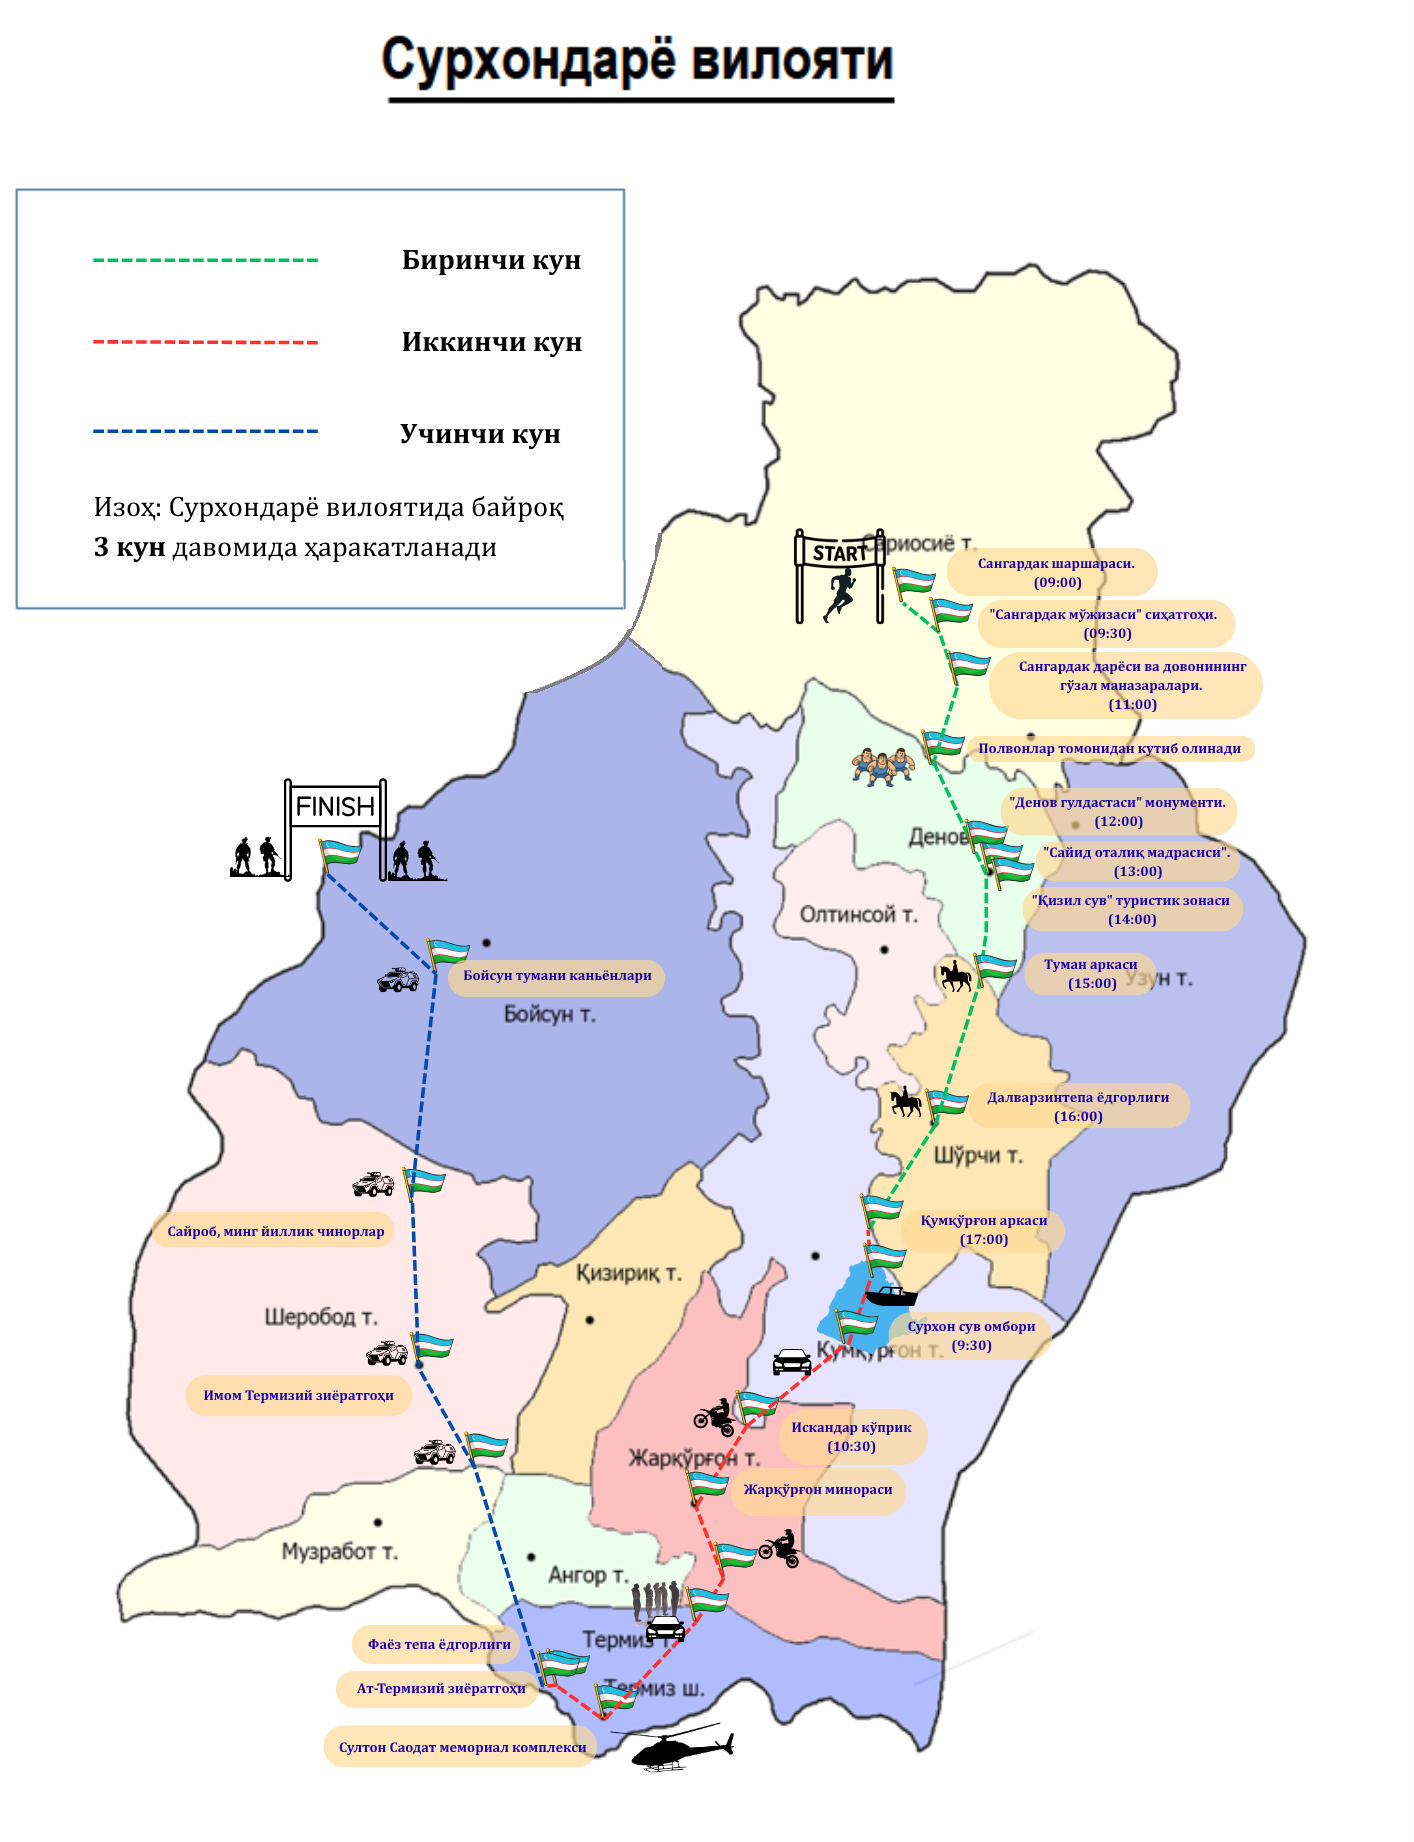 Сурхондарё вилояти
Биринчи кун
Иккинчи кун
Учинчи кун
Изоҳ: Сурхондарё вилоятида байроқ
3 кун давомида ҳаракатланади
START
Сариосиё т.
Сангардак шаршараси.
(09:00)
"Сангардак мўжизаси" сиҳатгоҳи.
(09:30)
Сангардак дарёси ва довонининг
гўзал маназаралари.
(11:00)
Полвонлар томонидан кутиб олинади
FINISH
"Денов гулдастаси" монументи.
(12:00)
Денов
"Сайид оталиқ мадрасиси".
(13:00)
"Қизил сув" туристик зонаси
(14:00)
Олтинсой т.
Туман аркаси
(15:00)
Узун т.
Бойсун тумани каньёнлари
Бойсун т.
Далварзинтепа ёдгорлиги
(16:00)
Шўрчи т.
Сайроб, минг йиллик чинорлар
Қумқўрғон аркаси
(17:00)
Қизириқ т.
Шеробод т.
Сурхон сув омбори
(9:30)
Қумқўрғон т.
Имом Термизий зиёратгоҳи
Искандар кўприк
(10:30)
Жарқўрғон т.
Жарқўрғон минораси
Музработ т.
Ангор т.
Термиз т.
Фаёз тепа ёдгорлиги
Ат-Термизий зиёратгоҳи
Термиз ш.
Султон Саодат мемориал комплекси